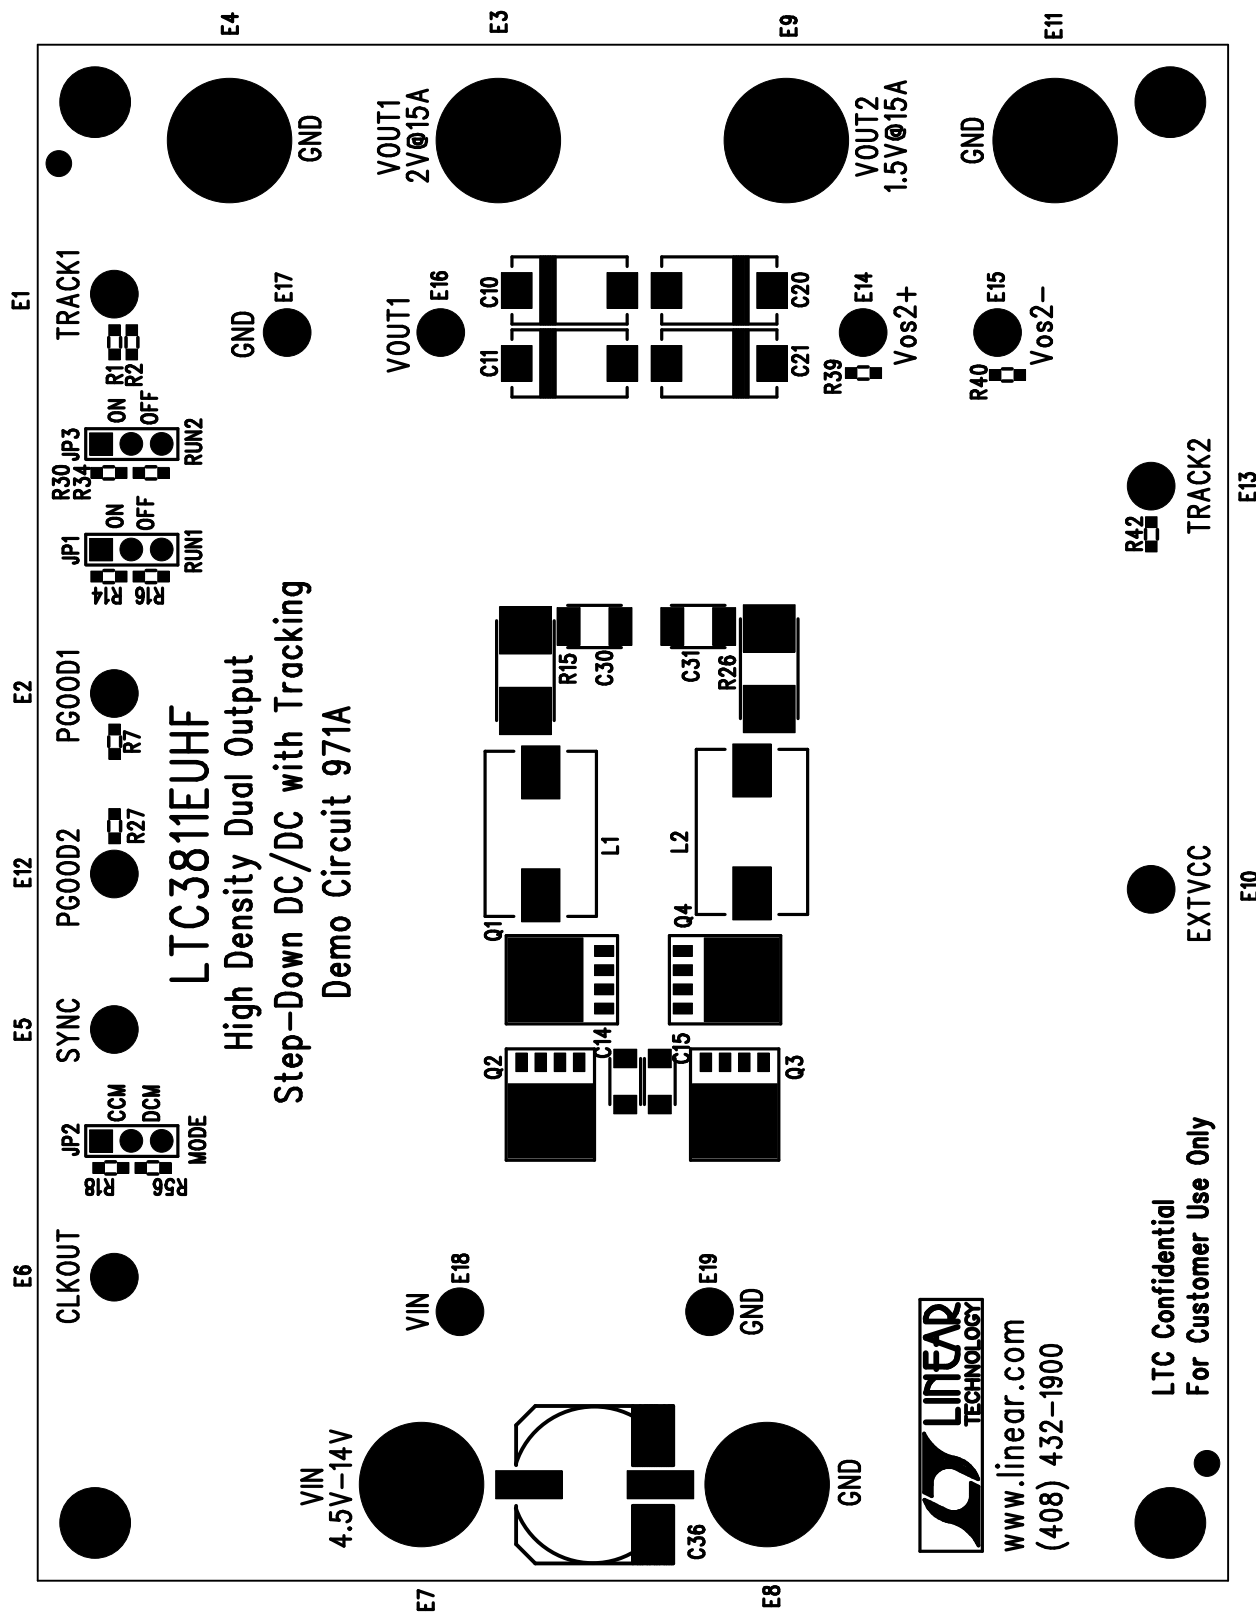 E6
E5
E12
E2
E1
CLKOUT
SYNC
PGOOD2
PGOOD1
TRACK1
JP2
CCM
DCM
MODE
R18
R56
R27
R7
JP1
ON
OFF
RUN1
R14
R16
JP3
ON
OFF
RUN2
R30
R34
R1
R2
LTC3811EUHF
High Density Dual Output
Step-Down DC/DC with Tracking
Demo Circuit 971A
GND
E17
GND
E4
E7
VIN
4.5V-14V
VIN
E18
VOUT1
E16
VOUT1
2V@15A
E3
Q2
Q1
C14
L1
R15
C30
C11
C10
C36
C15
Q3
Q4
L2
C31
R26
C21
C20
E19
GND
GND
E8
R39
E14
Vos2+
VOUT2
1.5V@15A
E9
R40
E15
Vos2-
GND
E11
LINEAR
TECHNOLOGY
www.linear.com
(408) 432-1900
LTC Confidential
For Customer Use Only
EXTVCC
E10
R42
TRACK2
E13